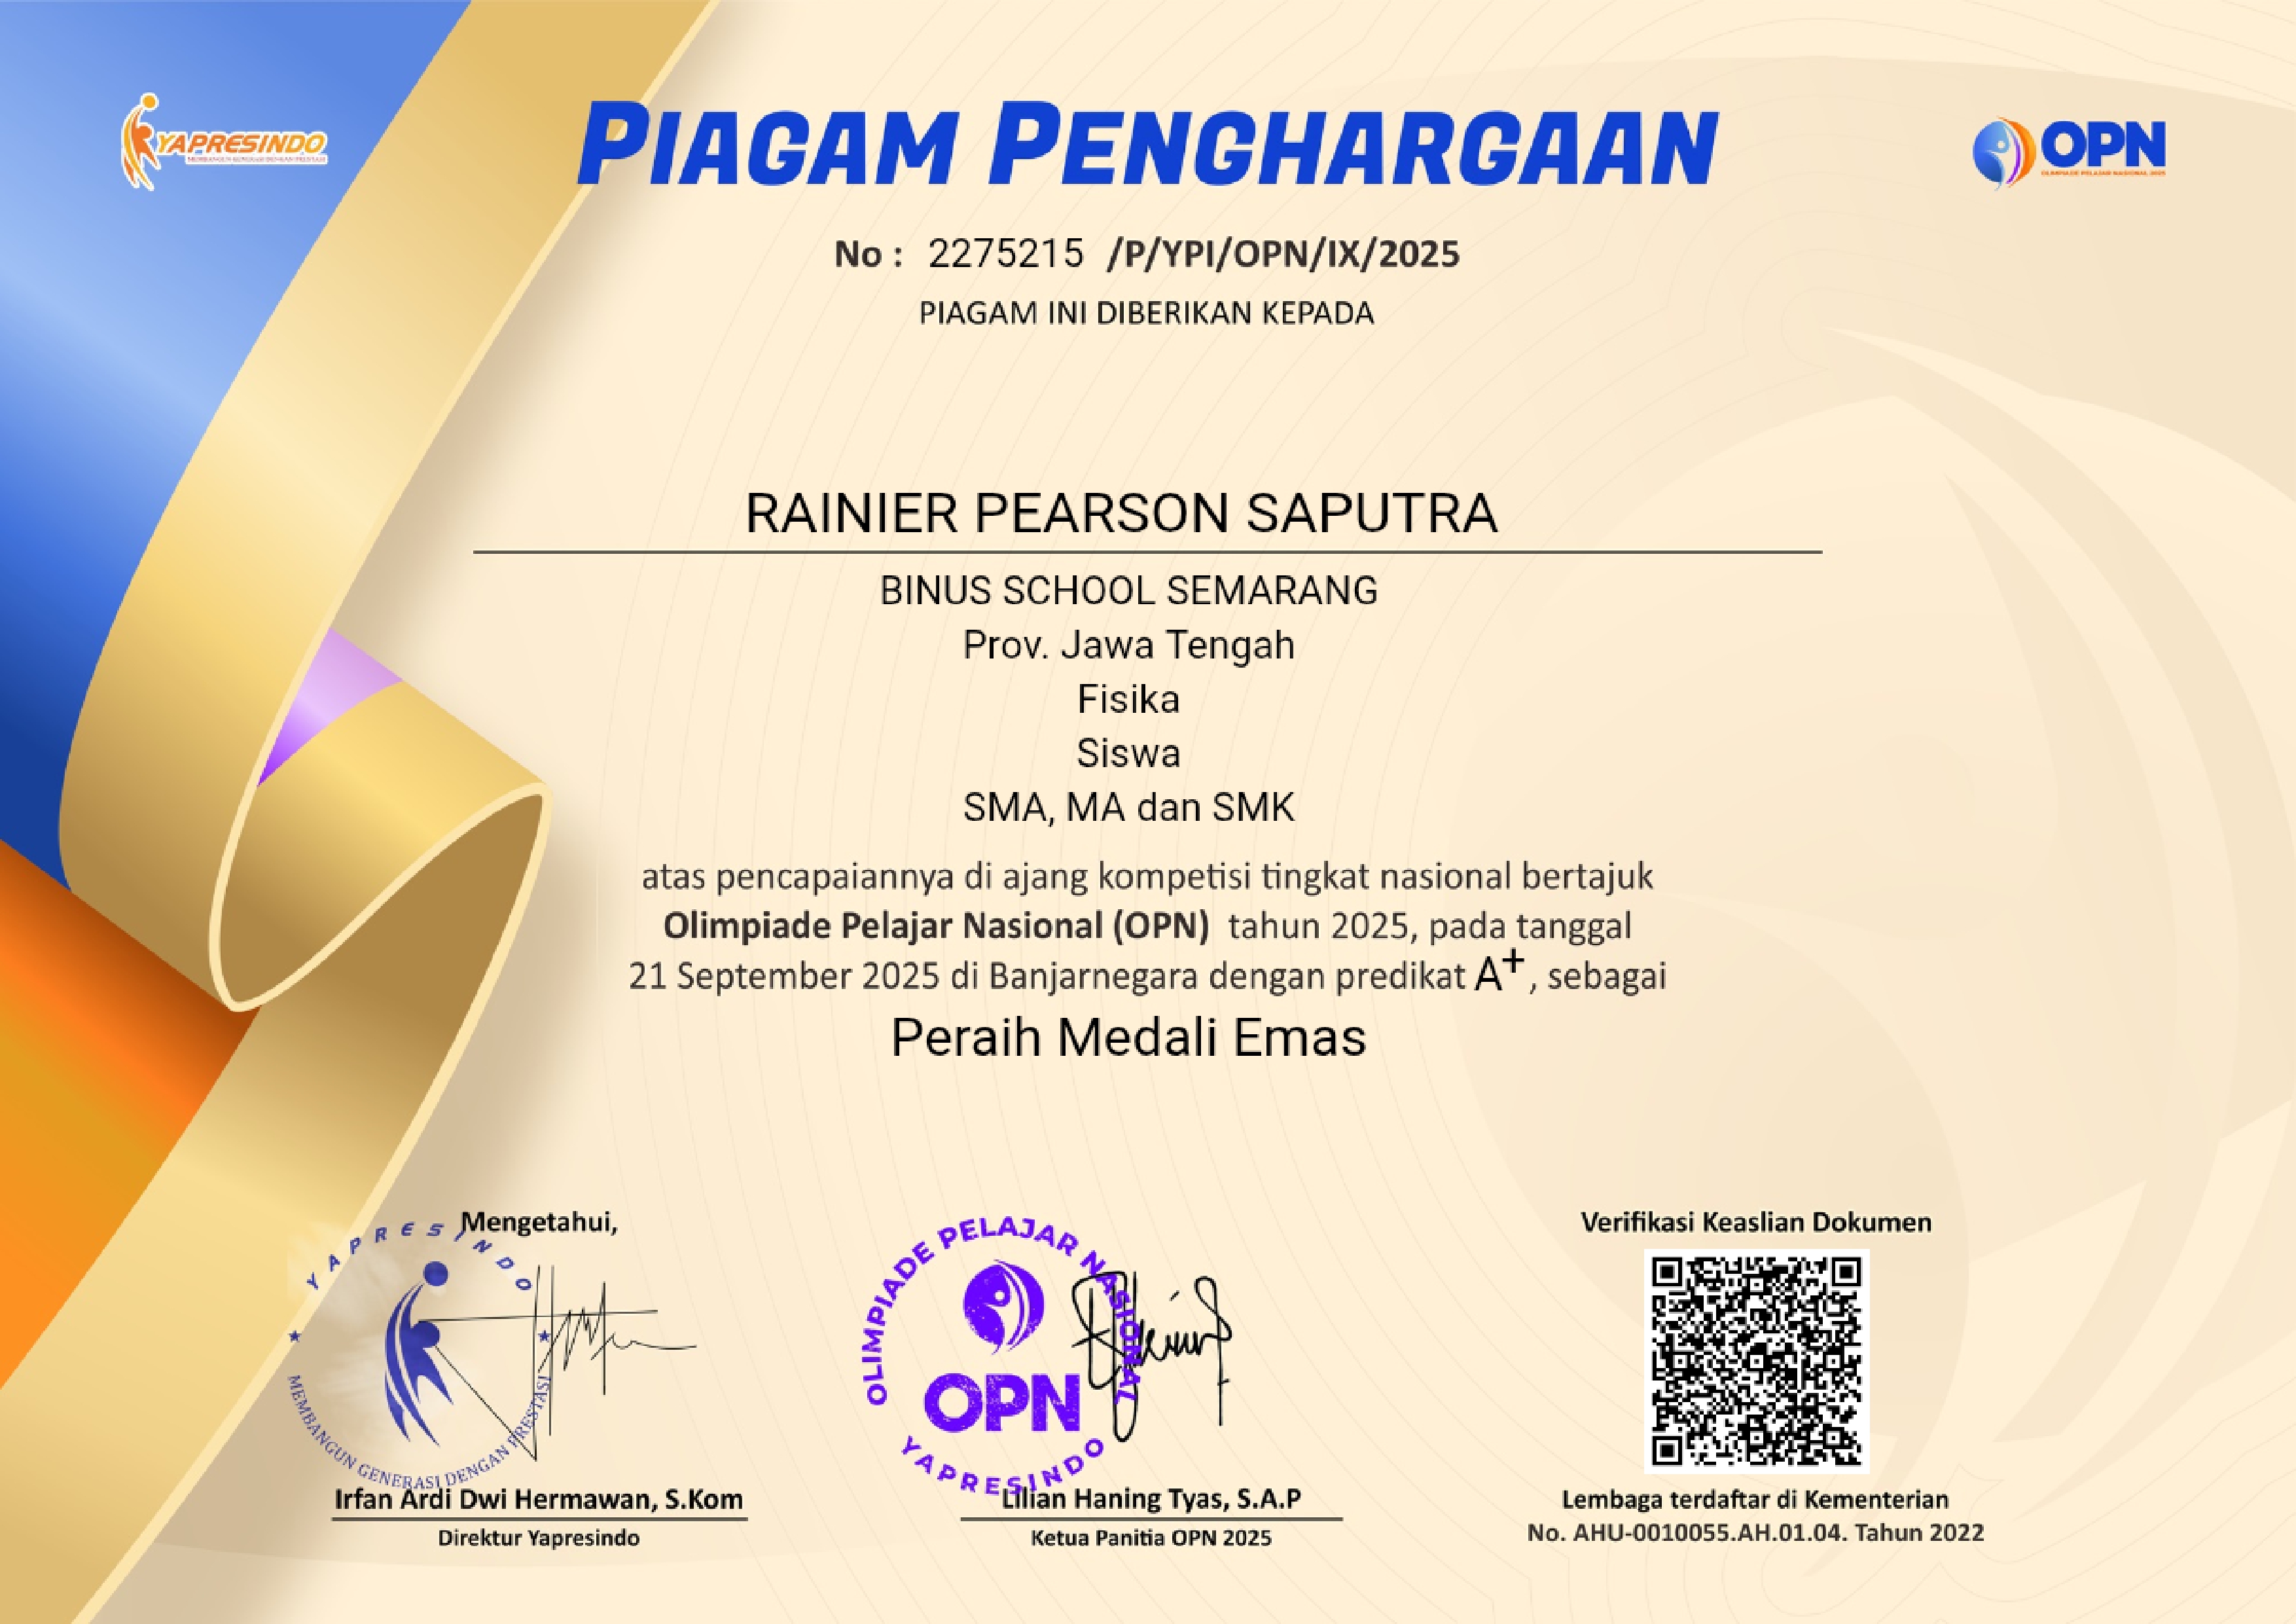 YAPRESINDO
MEMBANGUN GENERASI DENGAN PRESTASI
PIAGAM PENGHARGAAN
OPN
OLIMPIADE PELAJAR NASIONAL 2025
No : 2275215 /P/YPI/OPN/IX/2025
PIAGAM INI DIBERIKAN KEPADA
RAINIER PEARSON SAPUTRA
BINUS SCHOOL SEMARANG
Prov. Jawa Tengah
Fisika
Siswa
SMA, MA dan SMK
atas pencapaiannya di ajang kompetisi tingkat nasional bertajuk
Olimpiade Pelajar Nasional (OPN) tahun 2025, pada tanggal
21 September 2025 di Banjarnegara dengan predikat A+, sebagai
Peraih Medali Emas
Mengetahui,
YAPRESINDO
MEMBANGUN GENERASI DENGAN PRESTASI
Irfan Ardi Dwi Hermawan, S.Kom
Direktur Yapresindo
OLIMPIADE PELAJAR NASIONAL
OPN
YAPRESINDO
Lilian Haning Tyas, S.A.P
Ketua Panitia OPN 2025
Verifikasi Keaslian Dokumen
Lembaga terdaftar di Kementerian
No. AHU-0010055.AH.01.04. Tahun 2022